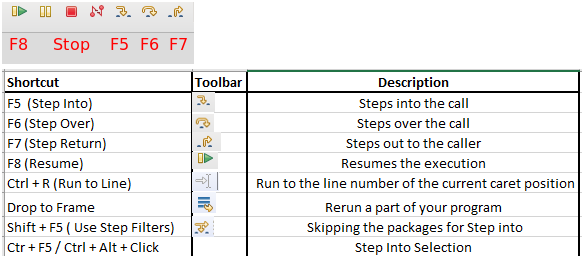 F8 Stop F5 F6 F7
Shortcut Toolbar Description
F5 (Step Into) Steps into the call
F6 (Step Over) Steps over the call
F7 (Step Return) Steps out to the caller
F8 (Resume) Resumes the execution
Ctrl + R (Run to Line) Run to the line number of the current caret position
Drop to Frame Rerun a part of your program
Shift + F5 ( Use Step Filters) Skipping the packages for Step into
Ctr + F5 / Ctrl + Alt + Click Step Into Selection